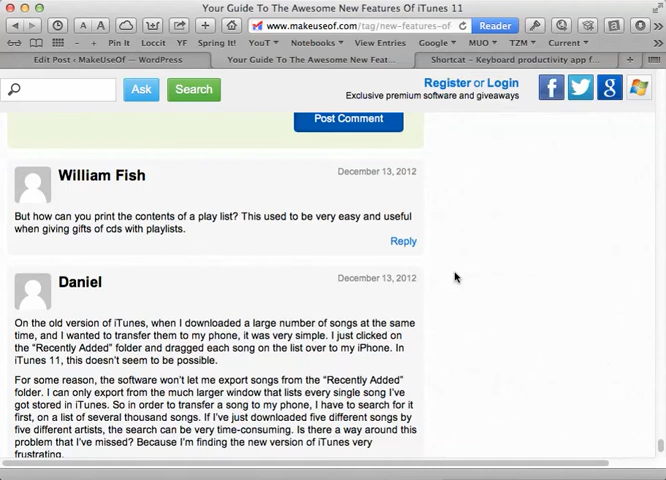 Your Guide To The Awesome New Features Of iTunes 11
www.makeuseof.com/tag/new-features-of
Reader
Pin It Loccit YF Spring It! YouT Notebooks View Entries Google MUO TZM Current
Edit Post ‹ MakeUseOf — WordPress
Your Guide To The Awesome New Feat...
Shortcat – Keyboard productivity app f...
Ask
Search
Register or Login
Exclusive premium software and giveaways
Post Comment
William Fish
December 13, 2012
But how can you print the contents of a play list? This used to be very easy and useful
when giving gifts of cds with playlists.
Reply
Daniel
December 13, 2012
On the old version of iTunes, when I downloaded a large number of songs at the same
time, and I wanted to transfer them to my phone, it was very simple. I just clicked on
the “Recently Added” folder and dragged each song on the list over to my iPhone. In
iTunes 11, this doesn’t seem to be possible.
For some reason, the software won’t let me export songs from the “Recently Added”
folder. I can only export from the much larger window that lists every single song I’ve
got stored in iTunes. So in order to transfer a song to my phone, I have to search for it
first, on a list of several thousand songs. If I’ve just downloaded five different songs by
five different artists, the search can be very time-consuming. Is there a way around this
problem that I’ve missed? Because I’m finding the new version of iTunes very
frustrating.